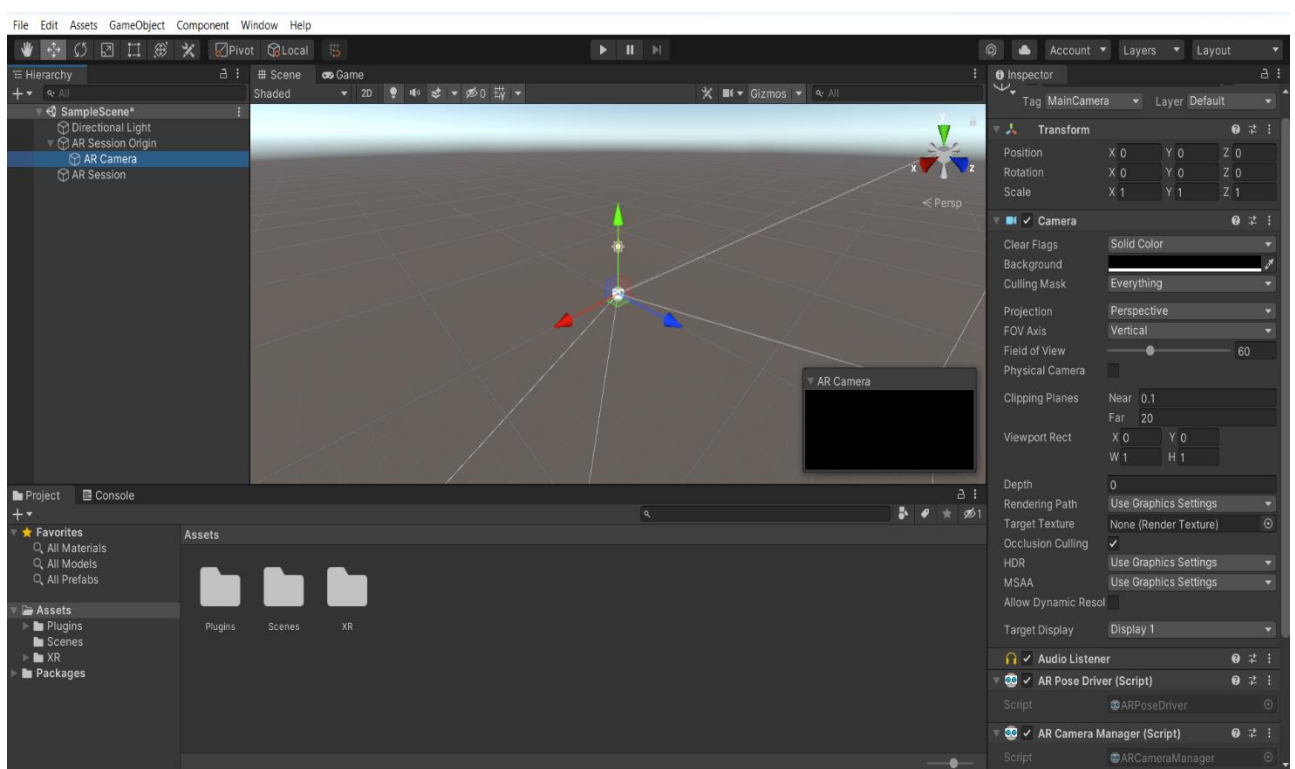 File Edit Assets GameObject Component Window Help
Pivot Local
Account Layers Layout
Hierarchy
All
SampleScene*
Directional Light
AR Session Origin
AR Camera
AR Session
Scene Game
Shaded 2D 0 Gizmos All
y
x z
Persp
AR Camera
Inspector
Tag MainCamera Layer Default
Transform
Position X 0 Y 0 Z 0
Rotation X 0 Y 0 Z 0
Scale X 1 Y 1 Z 1
Camera
Clear Flags Solid Color
Background
Culling Mask Everything
Projection Perspective
FOV Axis Vertical
Field of View 60
Physical Camera
Clipping Planes Near 0.1
Far 20
Viewport Rect X 0 Y 0
W 1 H 1
Depth 0
Rendering Path Use Graphics Settings
Target Texture None (Render Texture)
Occlusion Culling
HDR Use Graphics Settings
MSAA Use Graphics Settings
Allow Dynamic Resol
Target Display Display 1
Audio Listener
AR Pose Driver (Script)
Script ARPoseDriver
AR Camera Manager (Script)
Script ARCameraManager
Project Console
1
Favorites
All Materials
All Models
All Prefabs
Assets
Plugins
Scenes
XR
Packages
Assets
Plugins Scenes XR